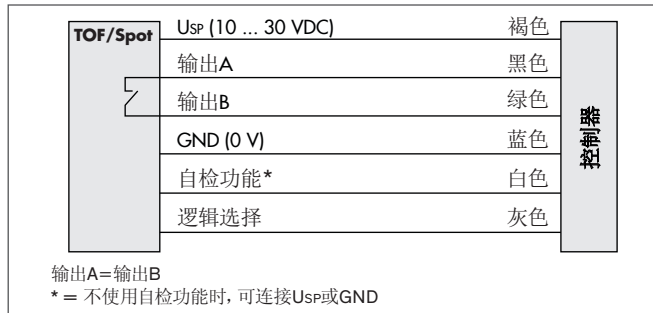 TOF/Spot
USP (10 ... 30 VDC) 褐色
输出A 黑色
输出B 绿色
GND (0 V) 蓝色
自检功能* 白色
逻辑选择 灰色
控制器
输出A=输出B
* = 不使用自检功能时, 可连接USP或GND